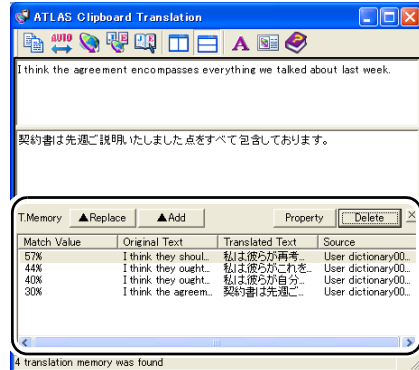 ATLAS Clipboard Translation
AUTO
A
I think the agreement encompasses everything we talked about last week.
契約書は先週ご説明いたしました点をすべて包含しております。
T.Memory ▲Replace ▲Add Property Delete ×
Match Value Original Text Translated Text Source
57% I think they shoul... 私は彼らが再考... User dictionary00...
44% I think they ought... 私は彼らがこれを... User dictionary00...
40% I think they ought... 私は彼らが自分... User dictionary00...
30% I think the agreem... 契約書は先週ご... User dictionary00...
4 translation memory was found